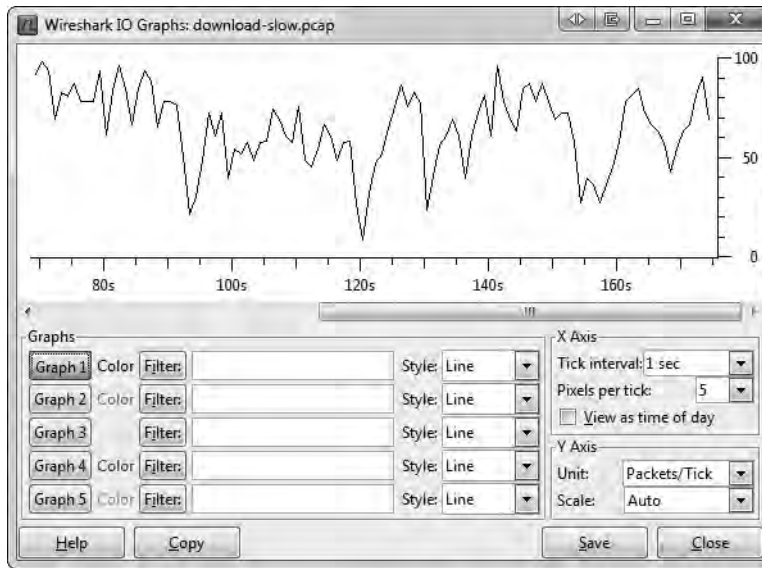 Wireshark IO Graphs: download-slow.pcap
100
50
0
80s 100s 120s 140s 160s
Graphs
Graph 1 Color Filter: Style: Line
Graph 2 Color Filter: Style: Line
Graph 3 Filter: Style: Line
Graph 4 Color Filter: Style: Line
Graph 5 Color Filter: Style: Line
X Axis
Tick interval: 1 sec
Pixels per tick: 5
View as time of day
Y Axis
Unit: Packets/Tick
Scale: Auto
Help Copy Save Close